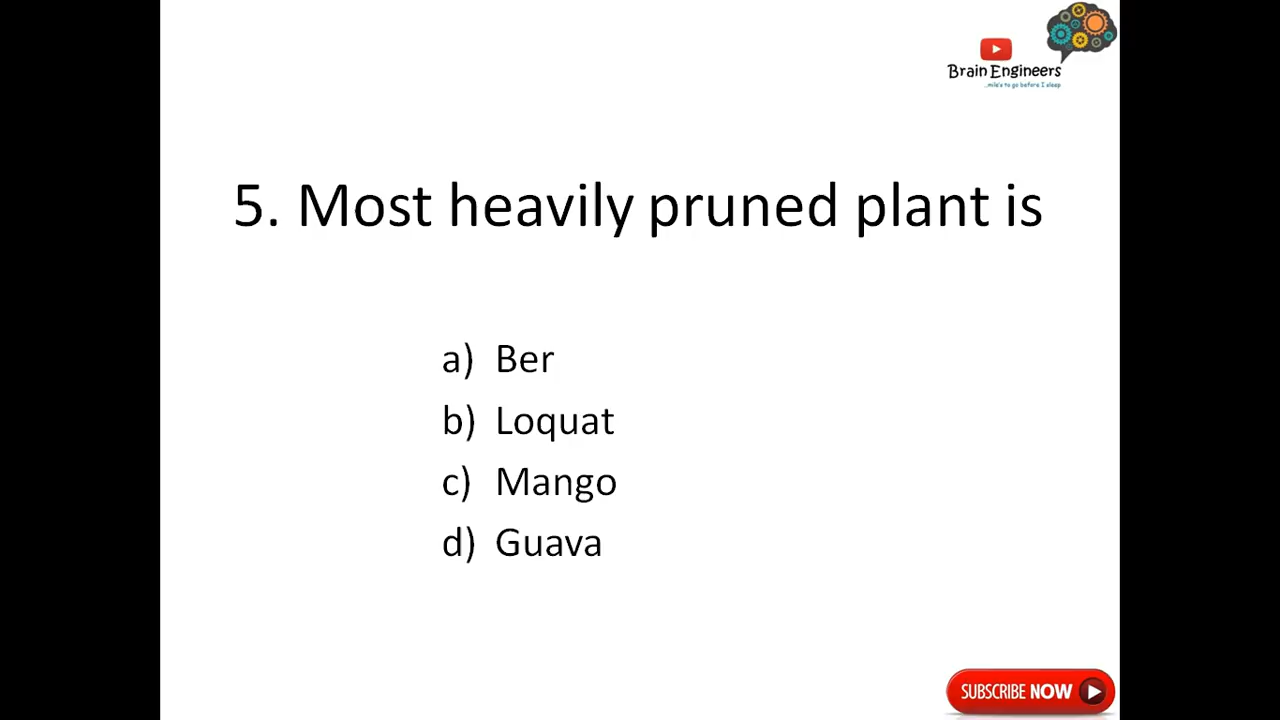 Brain Engineers
...mile's to go before I sleep
5. Most heavily pruned plant is
a) Ber
b) Loquat
c) Mango
d) Guava
SUBSCRIBE NOW